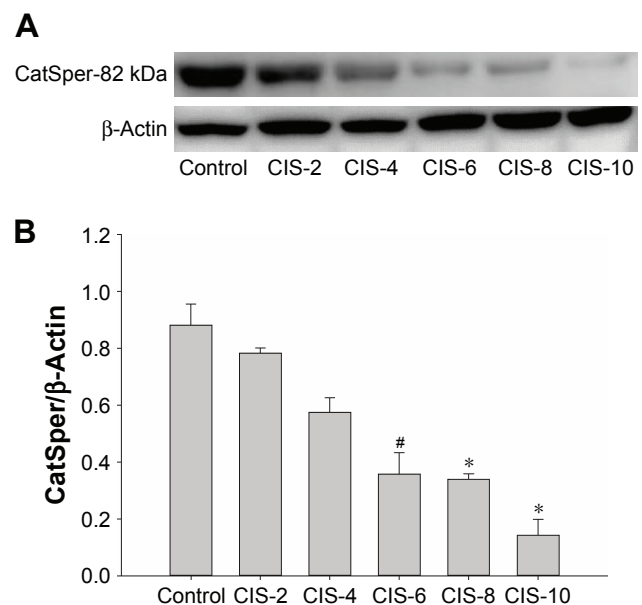 A
CatSper-82 kDa
β-Actin
Control CIS-2 CIS-4 CIS-6 CIS-8 CIS-10
B
CatSper/β-Actin
1.2
1.0
0.8
0.6
0.4
0.2
0.0
#
*
*
Control CIS-2 CIS-4 CIS-6 CIS-8 CIS-10